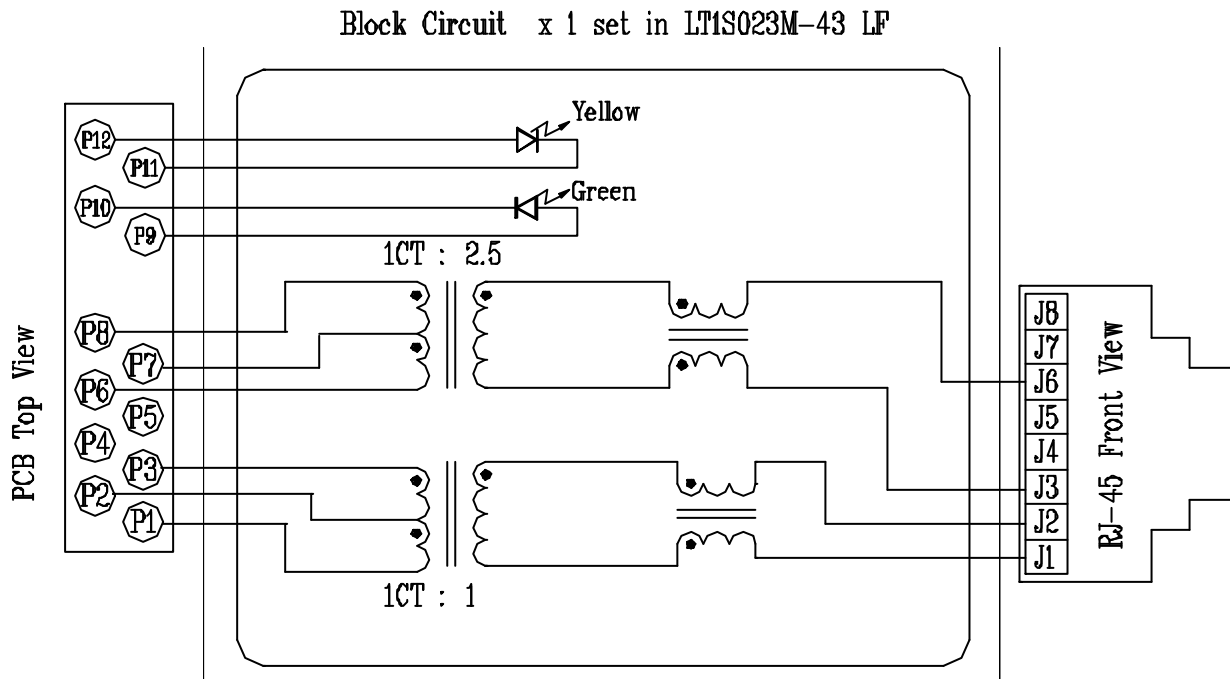 Block Circuit x 1 set in LT1S023M-43 LF
PCB Top View
P12
P11
P10
P9
P8
P7
P6
P5
P4
P3
P2
P1
Yellow
Green
1CT : 2.5
1CT : 1
J8
J7
J6
J5
J4
J3
J2
J1
RJ-45 Front View